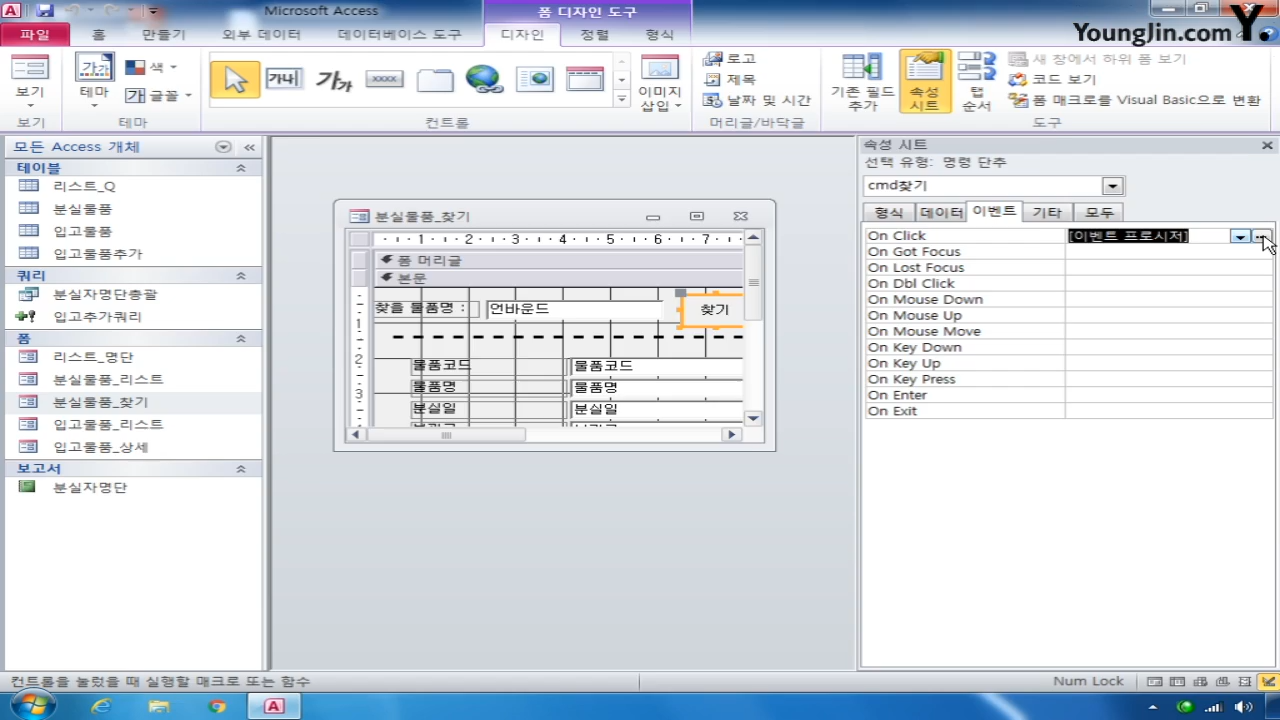 Microsoft Access
폼 디자인 도구
YoungJin.com Y.
파일 홈 만들기 외부 데이터 데이터베이스 도구 디자인 정렬 형식
보기
보기
테마
색
가 글꼴
테마
가나
가가
xxxx
컨트롤
이미지
삽입
로고
제목
날짜 및 시간
머리글/바닥글
기존 필드
추가
속성
시트
탭
순서
새 창에서 하위 폼 보기
코드 보기
폼 매크로를 Visual Basic으로 변환
도구
모든 Access 개체
테이블
리스트_Q
분실물품
입고물품
입고물품추가
쿼리
분실자명단총괄
입고추가쿼리
폼
리스트_명단
분실물품_리스트
분실물품_찾기
입고물품_리스트
입고물품_상세
보고서
분실자명단
분실물품_찾기
1 2 3 4 5 6 7
폼 머리글
본문
찾을 물품명 : 언바운드 찾기
1
2
3
물품코드 물품코드
물품명 물품명
분실일 분실일
속성 시트
선택 유형: 명령 단추
cmd찾기
형식 데이터 이벤트 기타 모두
On Click [이벤트 프로시저]
On Got Focus
On Lost Focus
On Dbl Click
On Mouse Down
On Mouse Up
On Mouse Move
On Key Down
On Key Up
On Key Press
On Enter
On Exit
컨트롤을 눌렀을 때 실행할 매크로 또는 함수
Num Lock